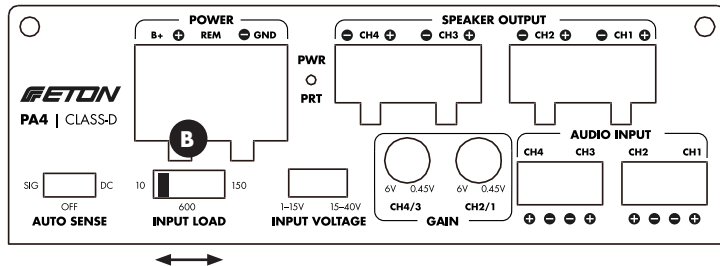 POWER
B+ ⊕ REM ⊖ GND
SPEAKER OUTPUT
⊖ CH4 ⊕ ⊖ CH3 ⊕ ⊖ CH2 ⊕ ⊖ CH1 ⊕
PWR
PRT
ETON
PA4 | CLASS-D
B
SIG DC
OFF
AUTO SENSE
10 150
600
INPUT LOAD
1–15V 15–40V
INPUT VOLTAGE
6V 0.45V 6V 0.45V
CH4/3 CH2/1
GAIN
AUDIO INPUT
CH4 CH3 CH2 CH1
⊕ ⊖ ⊖ ⊕ ⊕ ⊖ ⊖ ⊕